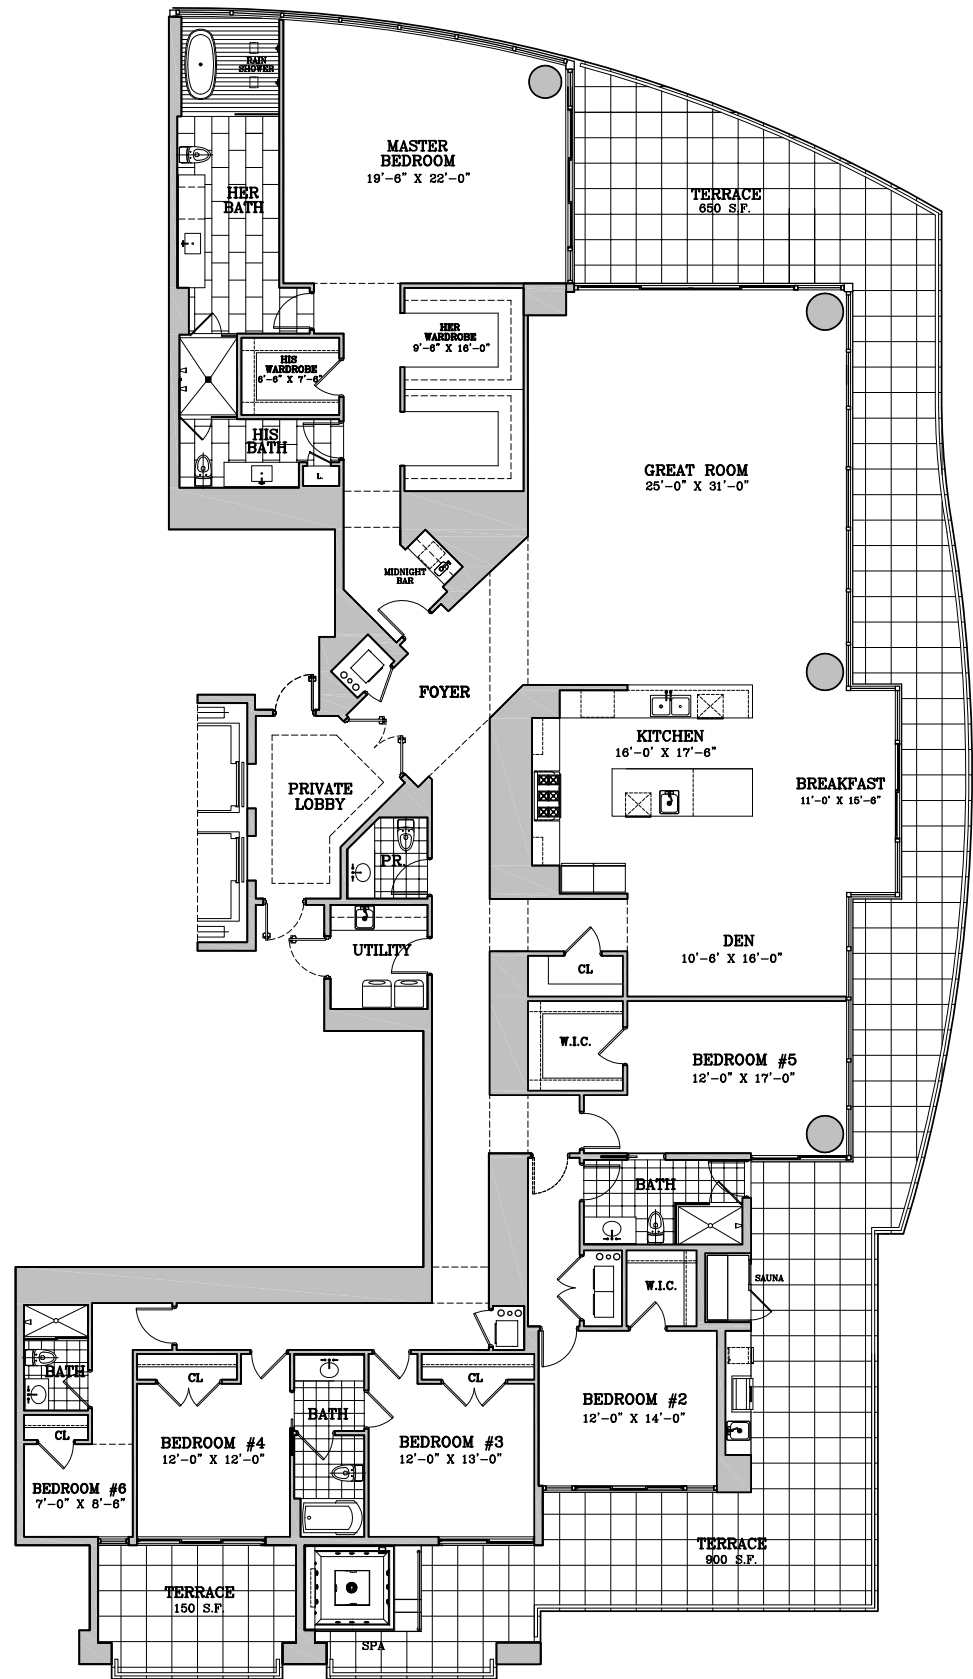 RAIN
SHOWER
MASTER
BEDROOM
19'-6" X 22'-0"
HER
BATH
TERRACE
650 S.F.
HER
WARDROBE
9'-6" X 16'-0"
HIS
WARDROBE
6'-6" X 7'-6"
HIS
BATH
L.
GREAT ROOM
25'-0" X 31'-0"
MIDNIGHT
BAR
FOYER
KITCHEN
16'-0' X 17'-6"
PRIVATE
LOBBY
BREAKFAST
11'-0' X 15'-6"
PR.
UTILITY
DEN
10'-6' X 16'-0"
CL
W.I.C.
BEDROOM #5
12'-0" X 17'-0"
BATH
W.I.C.
SAUNA
BATH
CL
CL
BEDROOM #2
12'-0" X 14'-0"
BATH
CL
BEDROOM #4
12'-0" X 12'-0"
BEDROOM #3
12'-0" X 13'-0"
BEDROOM #6
7'-0" X 8'-6"
TERRACE
900 S.F.
TERRACE
150 S.F.
SPA